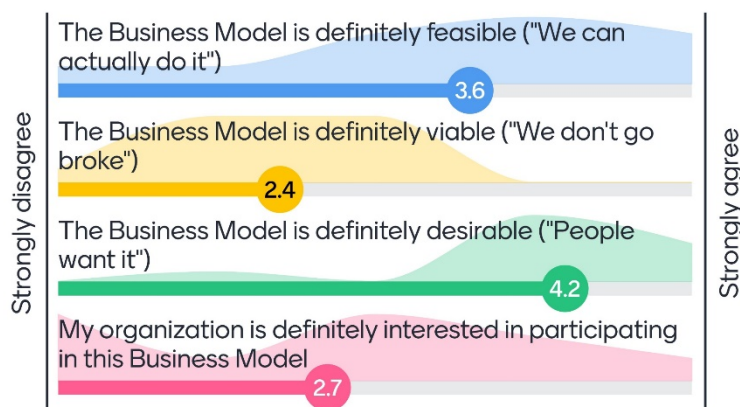 The Business Model is definitely feasible ("We can
actually do it")
3.6
The Business Model is definitely viable ("We don't go
broke")
2.4
The Business Model is definitely desirable ("People
want it")
4.2
My organization is definitely interested in participating
in this Business Model
2.7
Strongly disagree
Strongly agree